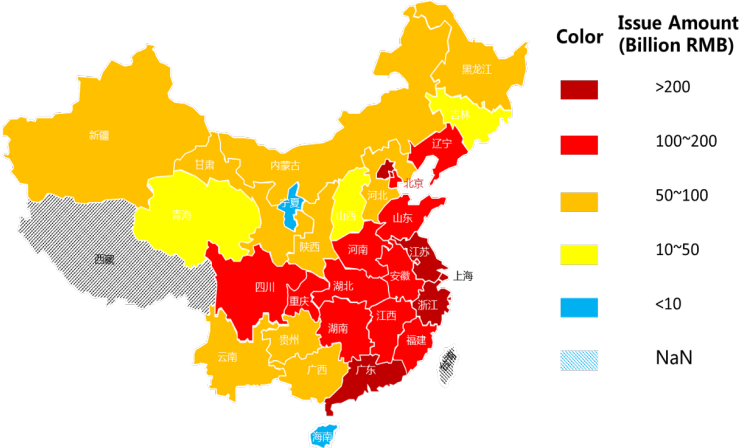 Color
Issue Amount
(Billion RMB)
>200
100~200
50~100
10~50
<10
NaN
黑龙江
吉林
辽宁
新疆
甘肃
内蒙古
北京
河北
宁夏
山西
青海
山东
陕西
河南
江苏
西藏
安徽
上海
四川
湖北
重庆
浙江
江西
湖南
福建
贵州
云南
广西
广东
台湾
海南